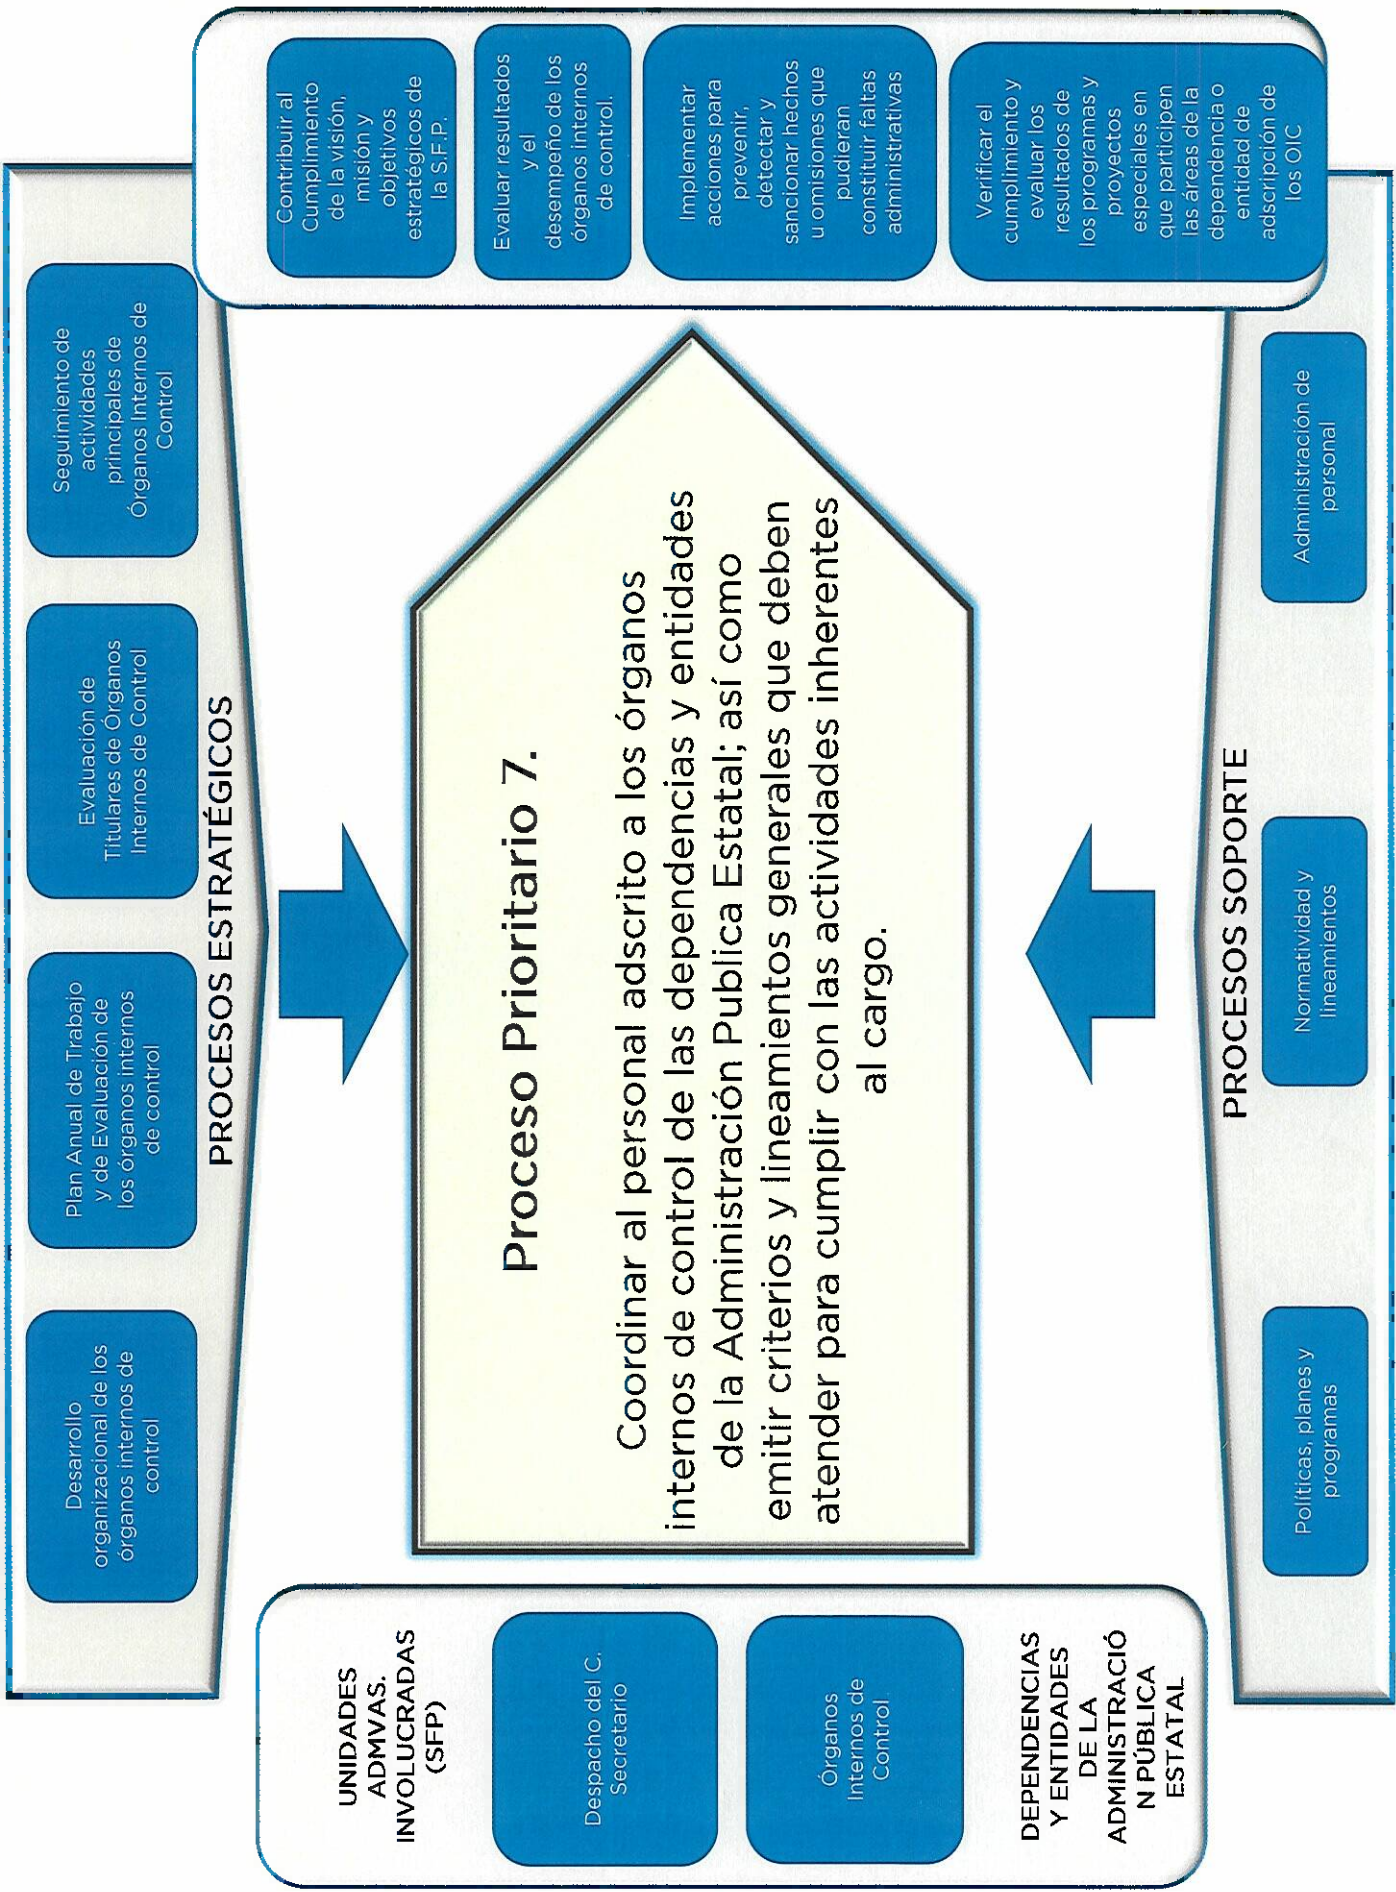 Desarrollo
organizacional de los
órganos internos de
control
Plan Anual de Trabajo
y de Evaluación de
los órganos internos
de control
Evaluación de
Titulares de Órganos
Internos de Control
Seguimiento de
actividades
principales de
Órganos Internos de
Control
PROCESOS ESTRATÉGICOS
UNIDADES
ADMVAS.
INVOLUCRADAS
(SFP)
Despacho del C.
Secretario
Órganos
Internos de
Control
DEPENDENCIAS
Y ENTIDADES
DE LA
ADMINISTRACIÓ
N PÚBLICA
ESTATAL
Proceso Prioritario 7.
Coordinar al personal adscrito a los órganos
internos de control de las dependencias y entidades
de la Administración Publica Estatal; así como
emitir criterios y lineamientos generales que deben
atender para cumplir con las actividades inherentes
al cargo.
Contribuir al
Cumplimiento
de la visión,
misión y
objetivos
estratégicos de
la S.F.P.
Evaluar resultados
y el
desempeño de los
órganos internos
de control.
Implementar
acciones para
prevenir,
detectar y
sancionar hechos
u omisiones que
pudieran
constituir faltas
administrativas
Verificar el
cumplimiento y
evaluar los
resultados de
los programas y
proyectos
especiales en
que participen
las áreas de la
dependencia o
entidad de
adscripción de
los OIC
PROCESOS SOPORTE
Políticas, planes y
programas
Normatividad y
lineamientos
Administración de
personal